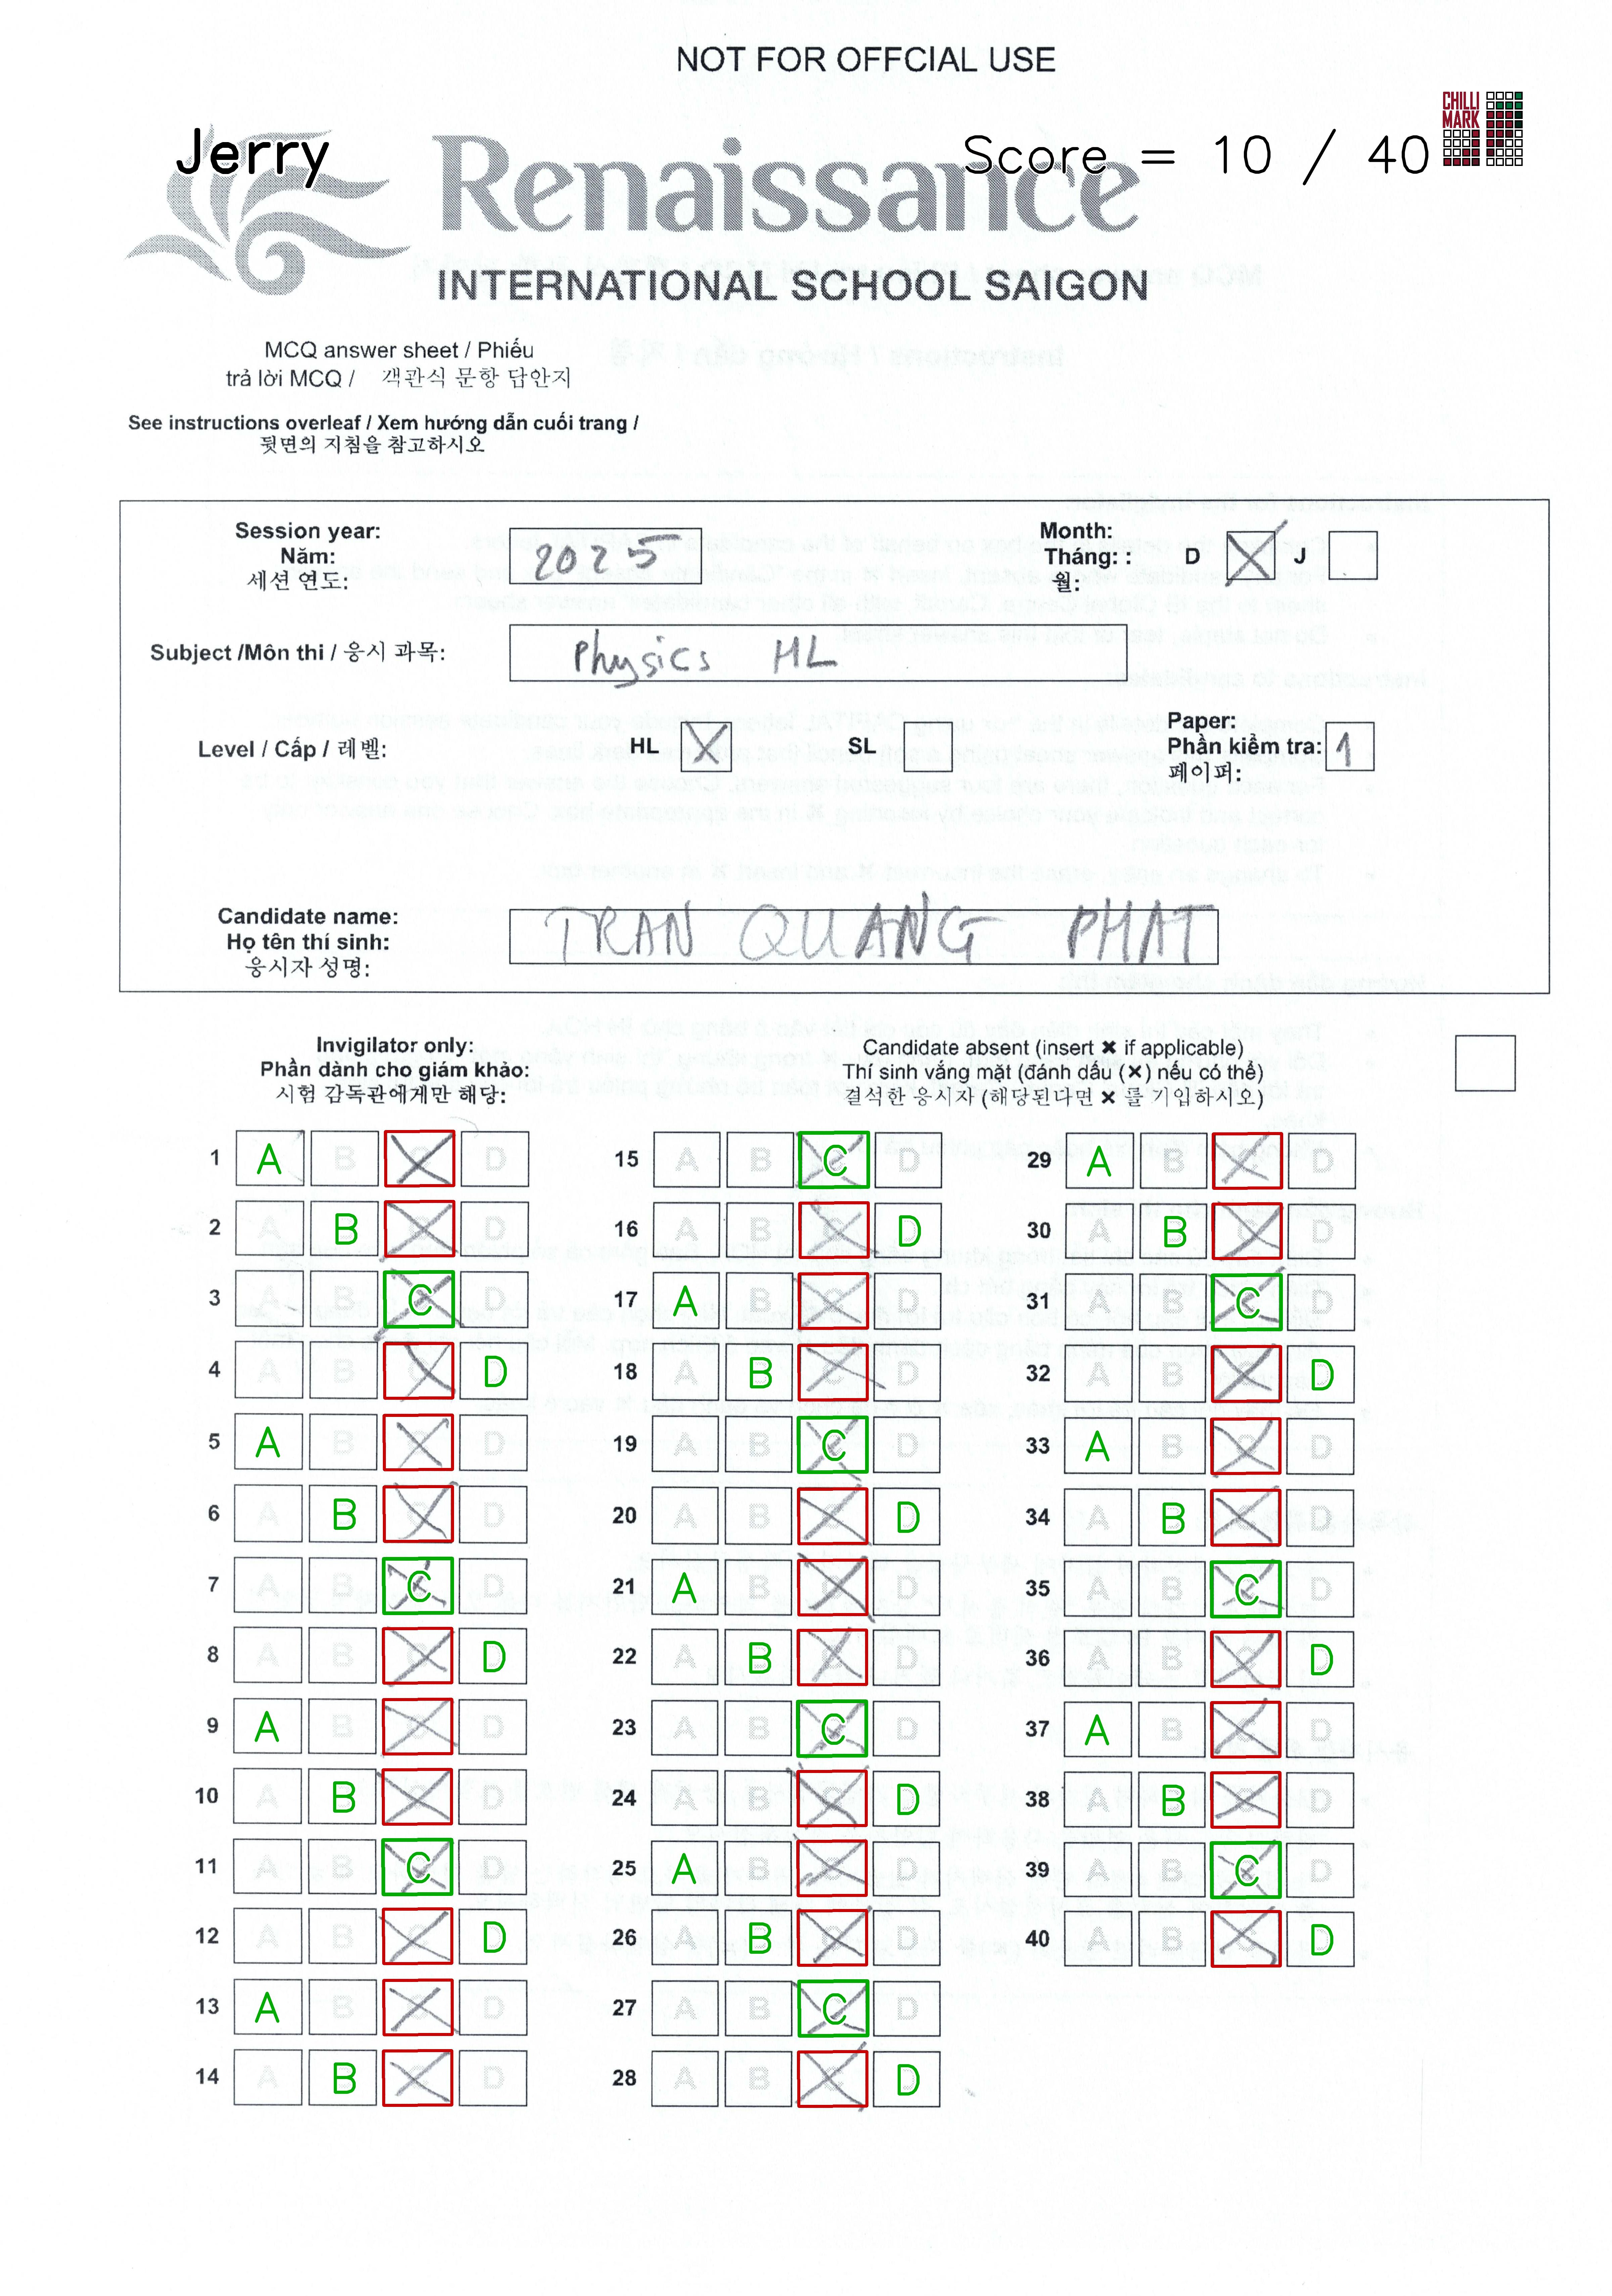 NOT FOR OFFCIAL USE
Jerry
Score = 10 / 40
CHILLI
MARK
Renaissance
INTERNATIONAL SCHOOL SAIGON
MCQ answer sheet / Phiếu
trả lời MCQ / 객관식 문항 답안지
See instructions overleaf / Xem hướng dẫn cuối trang /
뒷면의 지침을 참고하시오
Session year:
Năm:
세션 연도:
2025
Month:
Tháng: :
월:
D
J
Subject /Môn thi / 응시 과목:
Physics HL
Level / Cấp / 레벨:
HL
SL
Paper:
Phần kiểm tra:
페이퍼:
1
Candidate name:
Họ tên thí sinh:
응시자 성명:
TRAN QUANG PHAT
Invigilator only:
Phần dành cho giám khảo:
시험 감독관에게만 해당:
Candidate absent (insert ✖ if applicable)
Thí sinh vắng mặt (đánh dấu (✖) nếu có thể)
결석한 응시자 (해당된다면 ✖ 를 기입하시오)
1 A B C D
2 A B C D
3 A B C D
4 A B C D
5 A B C D
6 A B C D
7 A B C D
8 A B C D
9 A B C D
10 A B C D
11 A B C D
12 A B C D
13 A B C D
14 A B C D
15 A B C D
16 A B C D
17 A B C D
18 A B C D
19 A B C D
20 A B C D
21 A B C D
22 A B C D
23 A B C D
24 A B C D
25 A B C D
26 A B C D
27 A B C D
28 A B C D
29 A B C D
30 A B C D
31 A B C D
32 A B C D
33 A B C D
34 A B C D
35 A B C D
36 A B C D
37 A B C D
38 A B C D
39 A B C D
40 A B C D